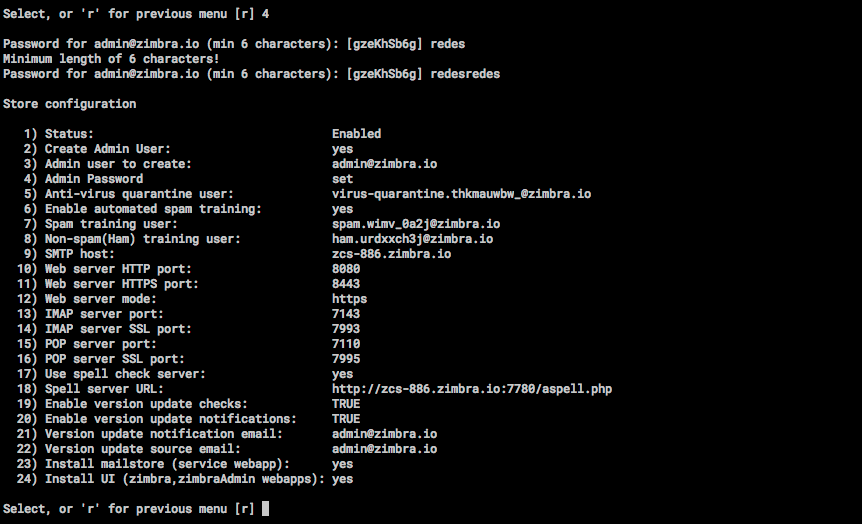 Select, or 'r' for previous menu [r] 4
Password for admin@zimbra.io (min 6 characters): [gzeKhSb6g] redes
Minimum length of 6 characters!
Password for admin@zimbra.io (min 6 characters): [gzeKhSb6g] redesredes
Store configuration
1) Status: Enabled
2) Create Admin User: yes
3) Admin user to create: admin@zimbra.io
4) Admin Password set
5) Anti-virus quarantine user: virus-quarantine.thkmauwbw_@zimbra.io
6) Enable automated spam training: yes
7) Spam training user: spam.wimv_0a2j@zimbra.io
8) Non-spam(Ham) training user: ham.urdxxch3j@zimbra.io
9) SMTP host: zcs-886.zimbra.io
10) Web server HTTP port: 8080
11) Web server HTTPS port: 8443
12) Web server mode: https
13) IMAP server port: 7143
14) IMAP server SSL port: 7993
15) POP server port: 7110
16) POP server SSL port: 7995
17) Use spell check server: yes
18) Spell server URL: http://zcs-886.zimbra.io:7780/aspell.php
19) Enable version update checks: TRUE
20) Enable version update notifications: TRUE
21) Version update notification email: admin@zimbra.io
22) Version update source email: admin@zimbra.io
23) Install mailstore (service webapp): yes
24) Install UI (zimbra,zimbraAdmin webapps): yes
Select, or 'r' for previous menu [r]